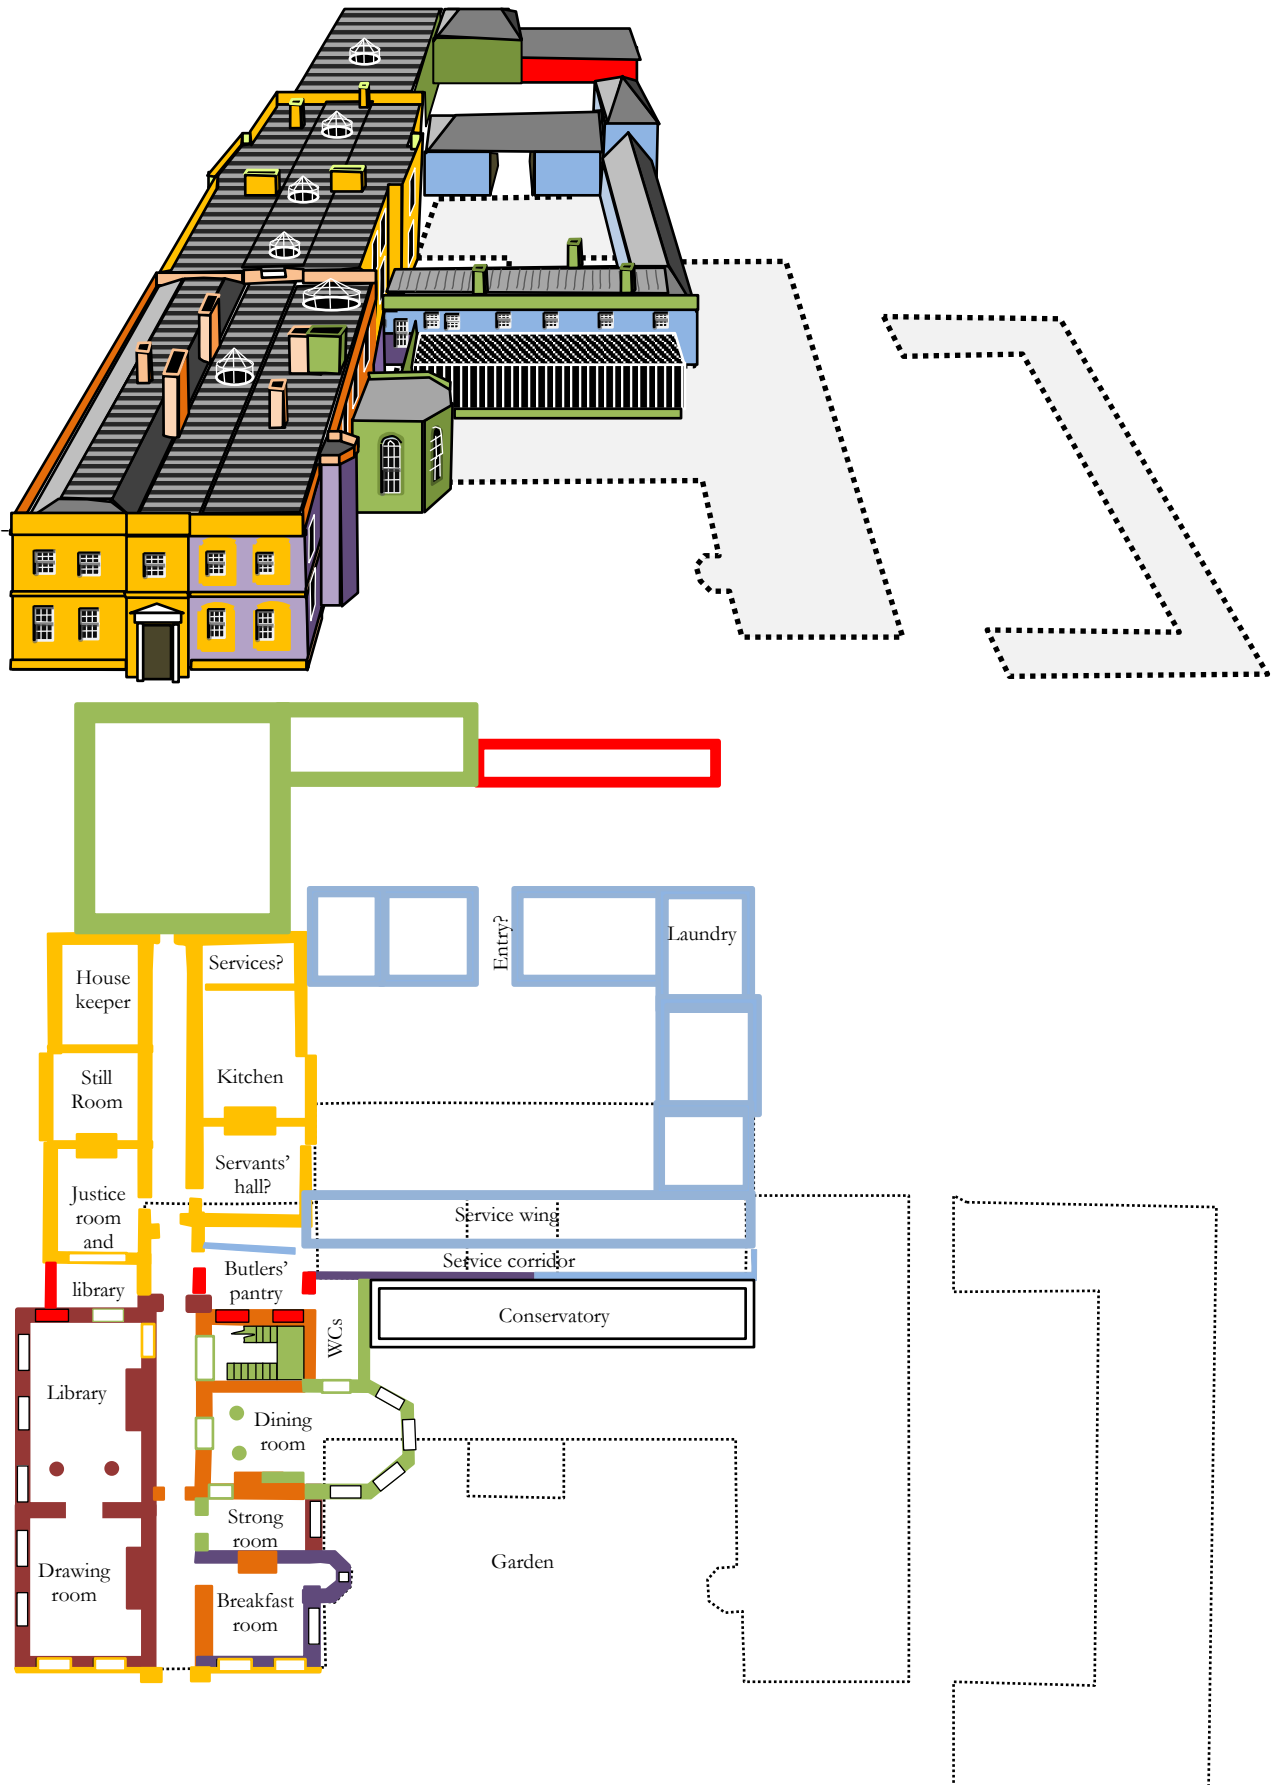 Entry?
Laundry
Services?
House
keeper
Still
Room
Kitchen
Servants'
hall?
Justice
room
and
library
Service wing
Service corridor
Butlers'
pantry
WCs
Conservatory
Library
Dining
room
Strong
room
Garden
Drawing
room
Breakfast
room